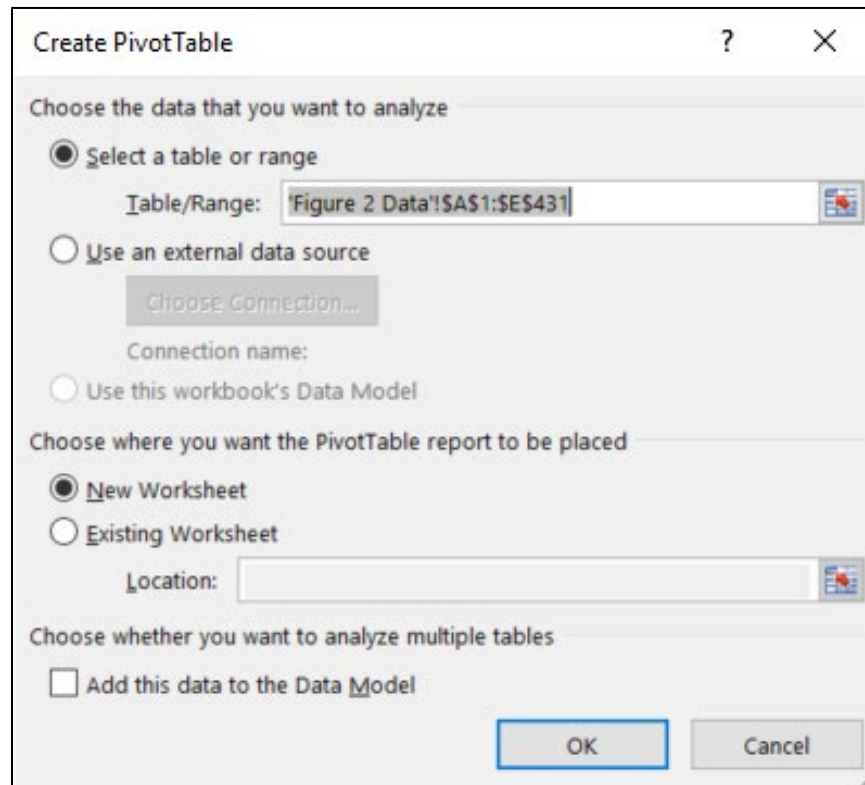 Create PivotTable ? ×
Choose the data that you want to analyze
Select a table or range
Table/Range: 'Figure 2 Data'!$A$1:$E$431
Use an external data source
Choose Connection...
Connection name:
Use this workbook's Data Model
Choose where you want the PivotTable report to be placed
New Worksheet
Existing Worksheet
Location:
Choose whether you want to analyze multiple tables
Add this data to the Data Model
OK Cancel